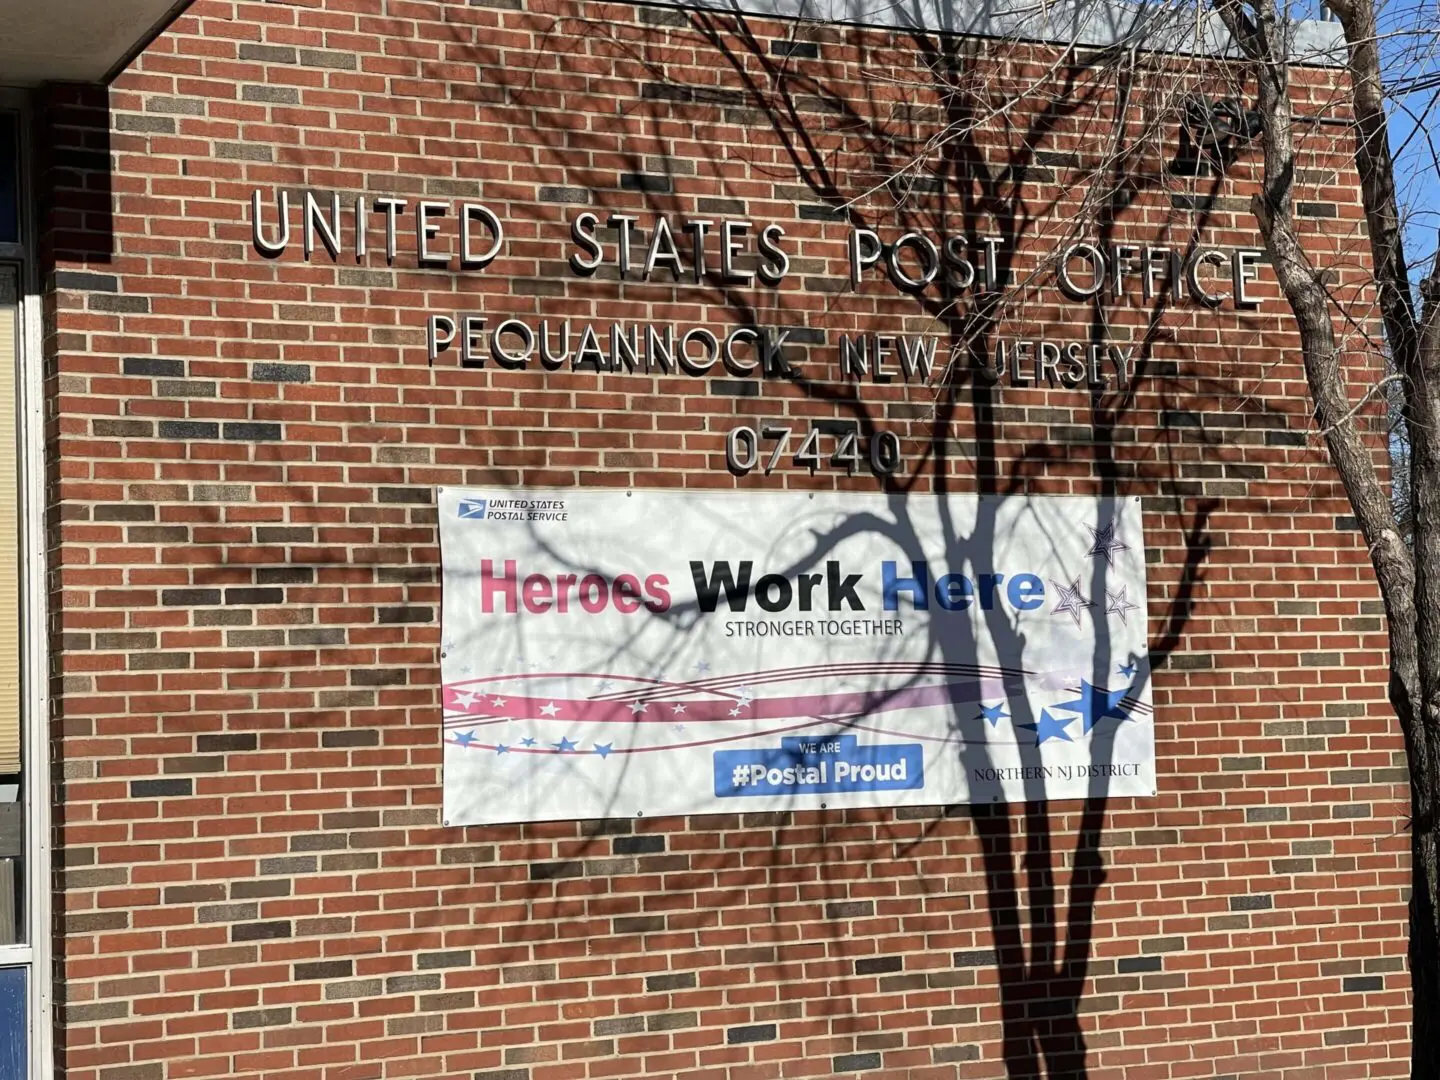 UNITED STATES POST OFFICE
PEQUANNOCK NEW JERSEY
07440
UNITED STATES
POSTAL SERVICE
Heroes Work Here
STRONGER TOGETHER
WE ARE
#Postal Proud
NORTHERN NJ DISTRICT